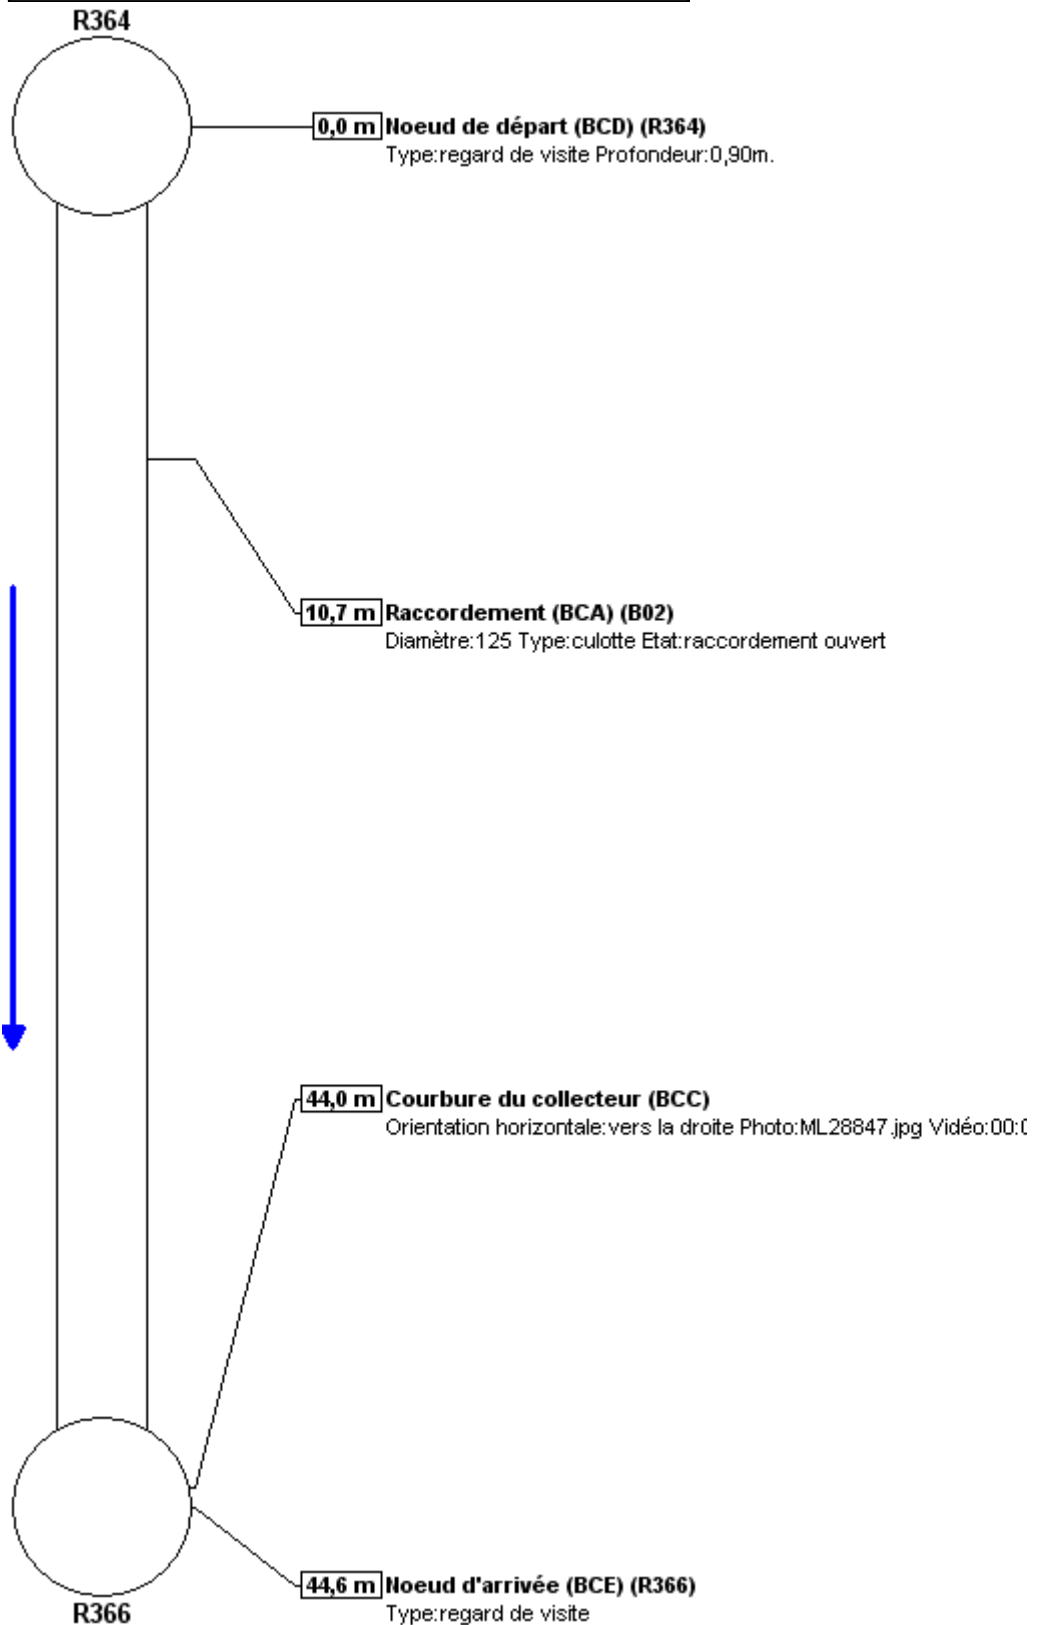 R364
0,0 m Noeud de départ (BCD) (R364)
Type:regard de visite Profondeur:0,90m.
10,7 m Raccordement (BCA) (B02)
Diamètre:125 Type:culotte Etat:raccordement ouvert
44,0 m Courbure du collecteur (BCC)
Orientation horizontale:vers la droite Photo:ML28847.jpg Vidéo:00:
44,6 m Noeud d'arrivée (BCE) (R366)
R366
Type:regard de visite